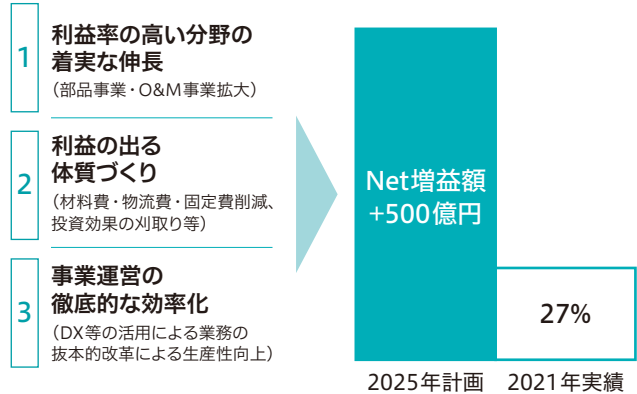 1
利益率の高い分野の
着実な伸長
（部品事業・O&M事業拡大）
2
利益の出る
体質づくり
（材料費・物流費・固定費削減、
投資効果の刈取り等）
3
事業運営の
徹底的な効率化
（DX等の活用による業務の
抜本的改革による生産性向上）
Net増益額
+500億円
27%
2025年計画
2021年実績